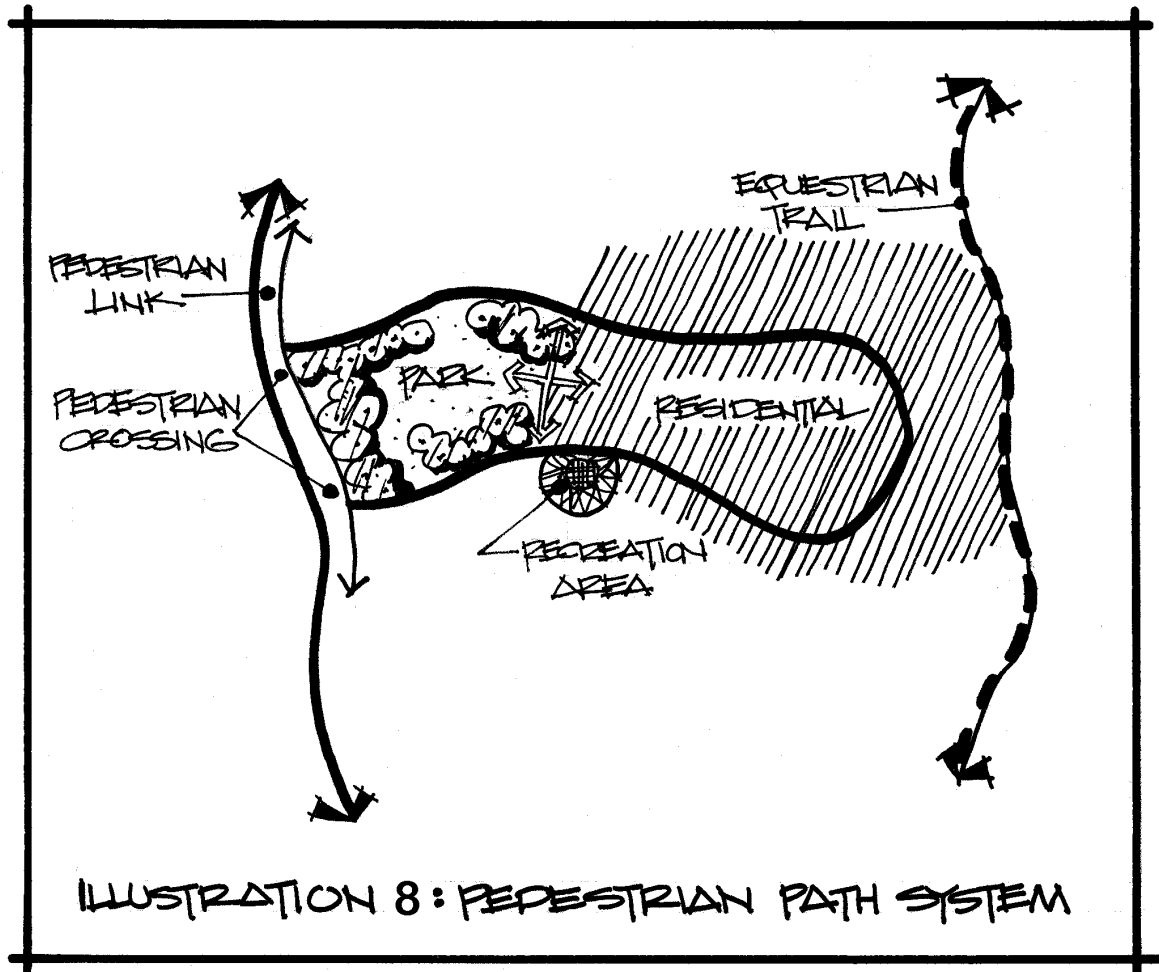 EQUESTRIAN
TRAIL
PEDESTRIAN
LINK
PARK
PEDESTRIAN
CROSSING
RESIDENTIAL
RECREATION
AREA
ILLUSTRATION 8: PEDESTRIAN PATH SYSTEM